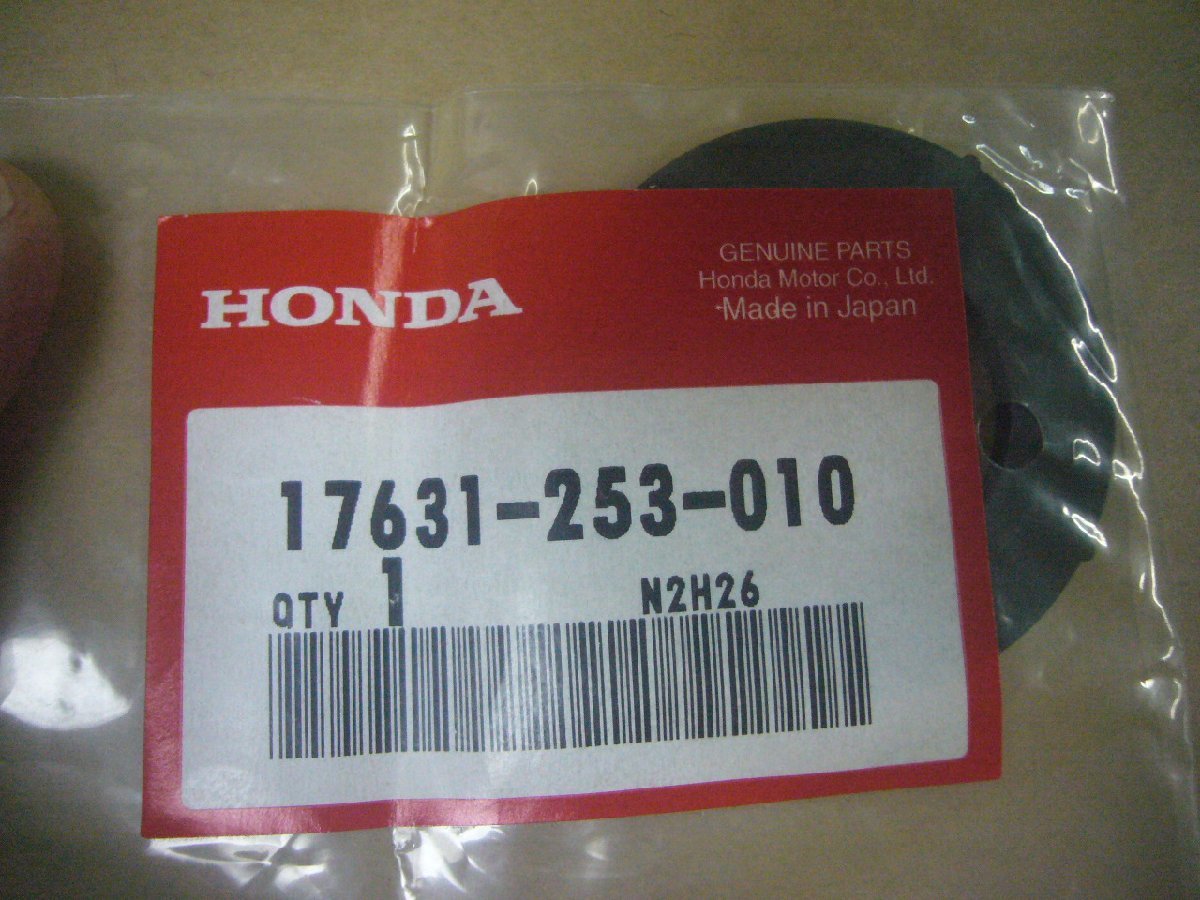 HONDA
GENUINE PARTS
Honda Motor Co., Ltd.
Made in Japan
17631-253-010
QTY 1 N2H26